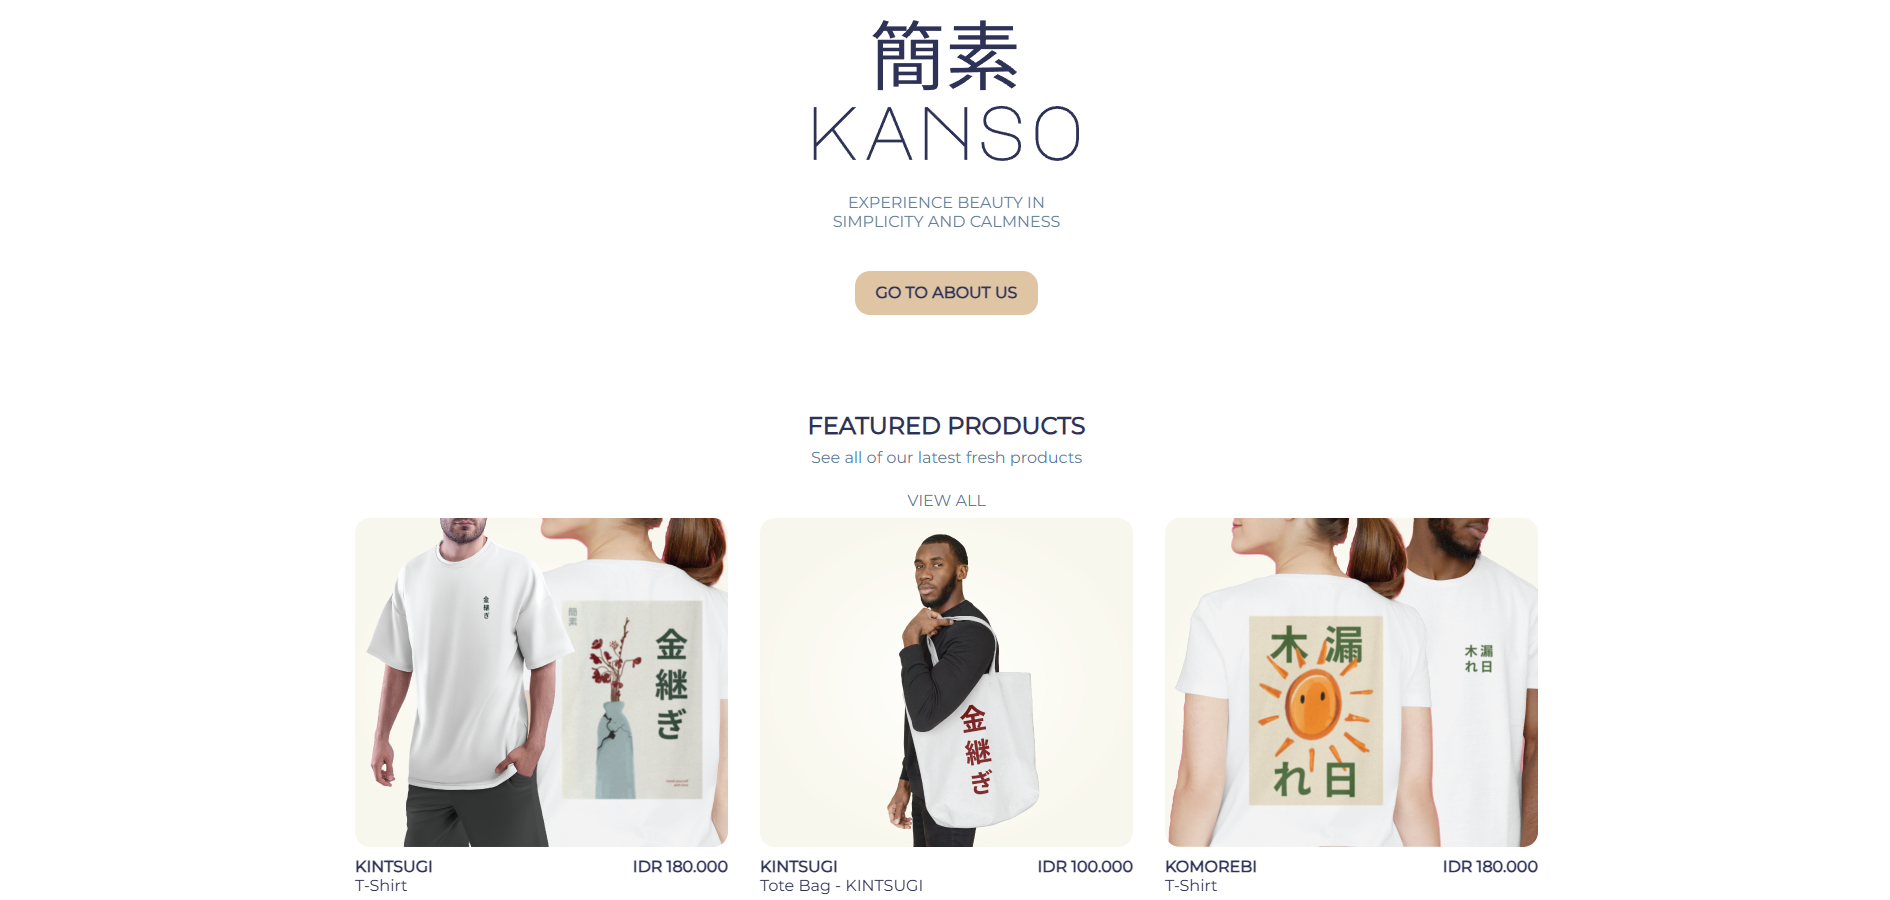 簡素
KANSO
EXPERIENCE BEAUTY IN
SIMPLICITY AND CALMNESS
GO TO ABOUT US
FEATURED PRODUCTS
See all of our latest fresh products
VIEW ALL
金継ぎ
簡素
金継ぎ
金継ぎ
木漏
れ日
木漏
れ日
KINTSUGI
IDR 180.000
T-Shirt
KINTSUGI
IDR 100.000
Tote Bag - KINTSUGI
KOMOREBI
IDR 180.000
T-Shirt